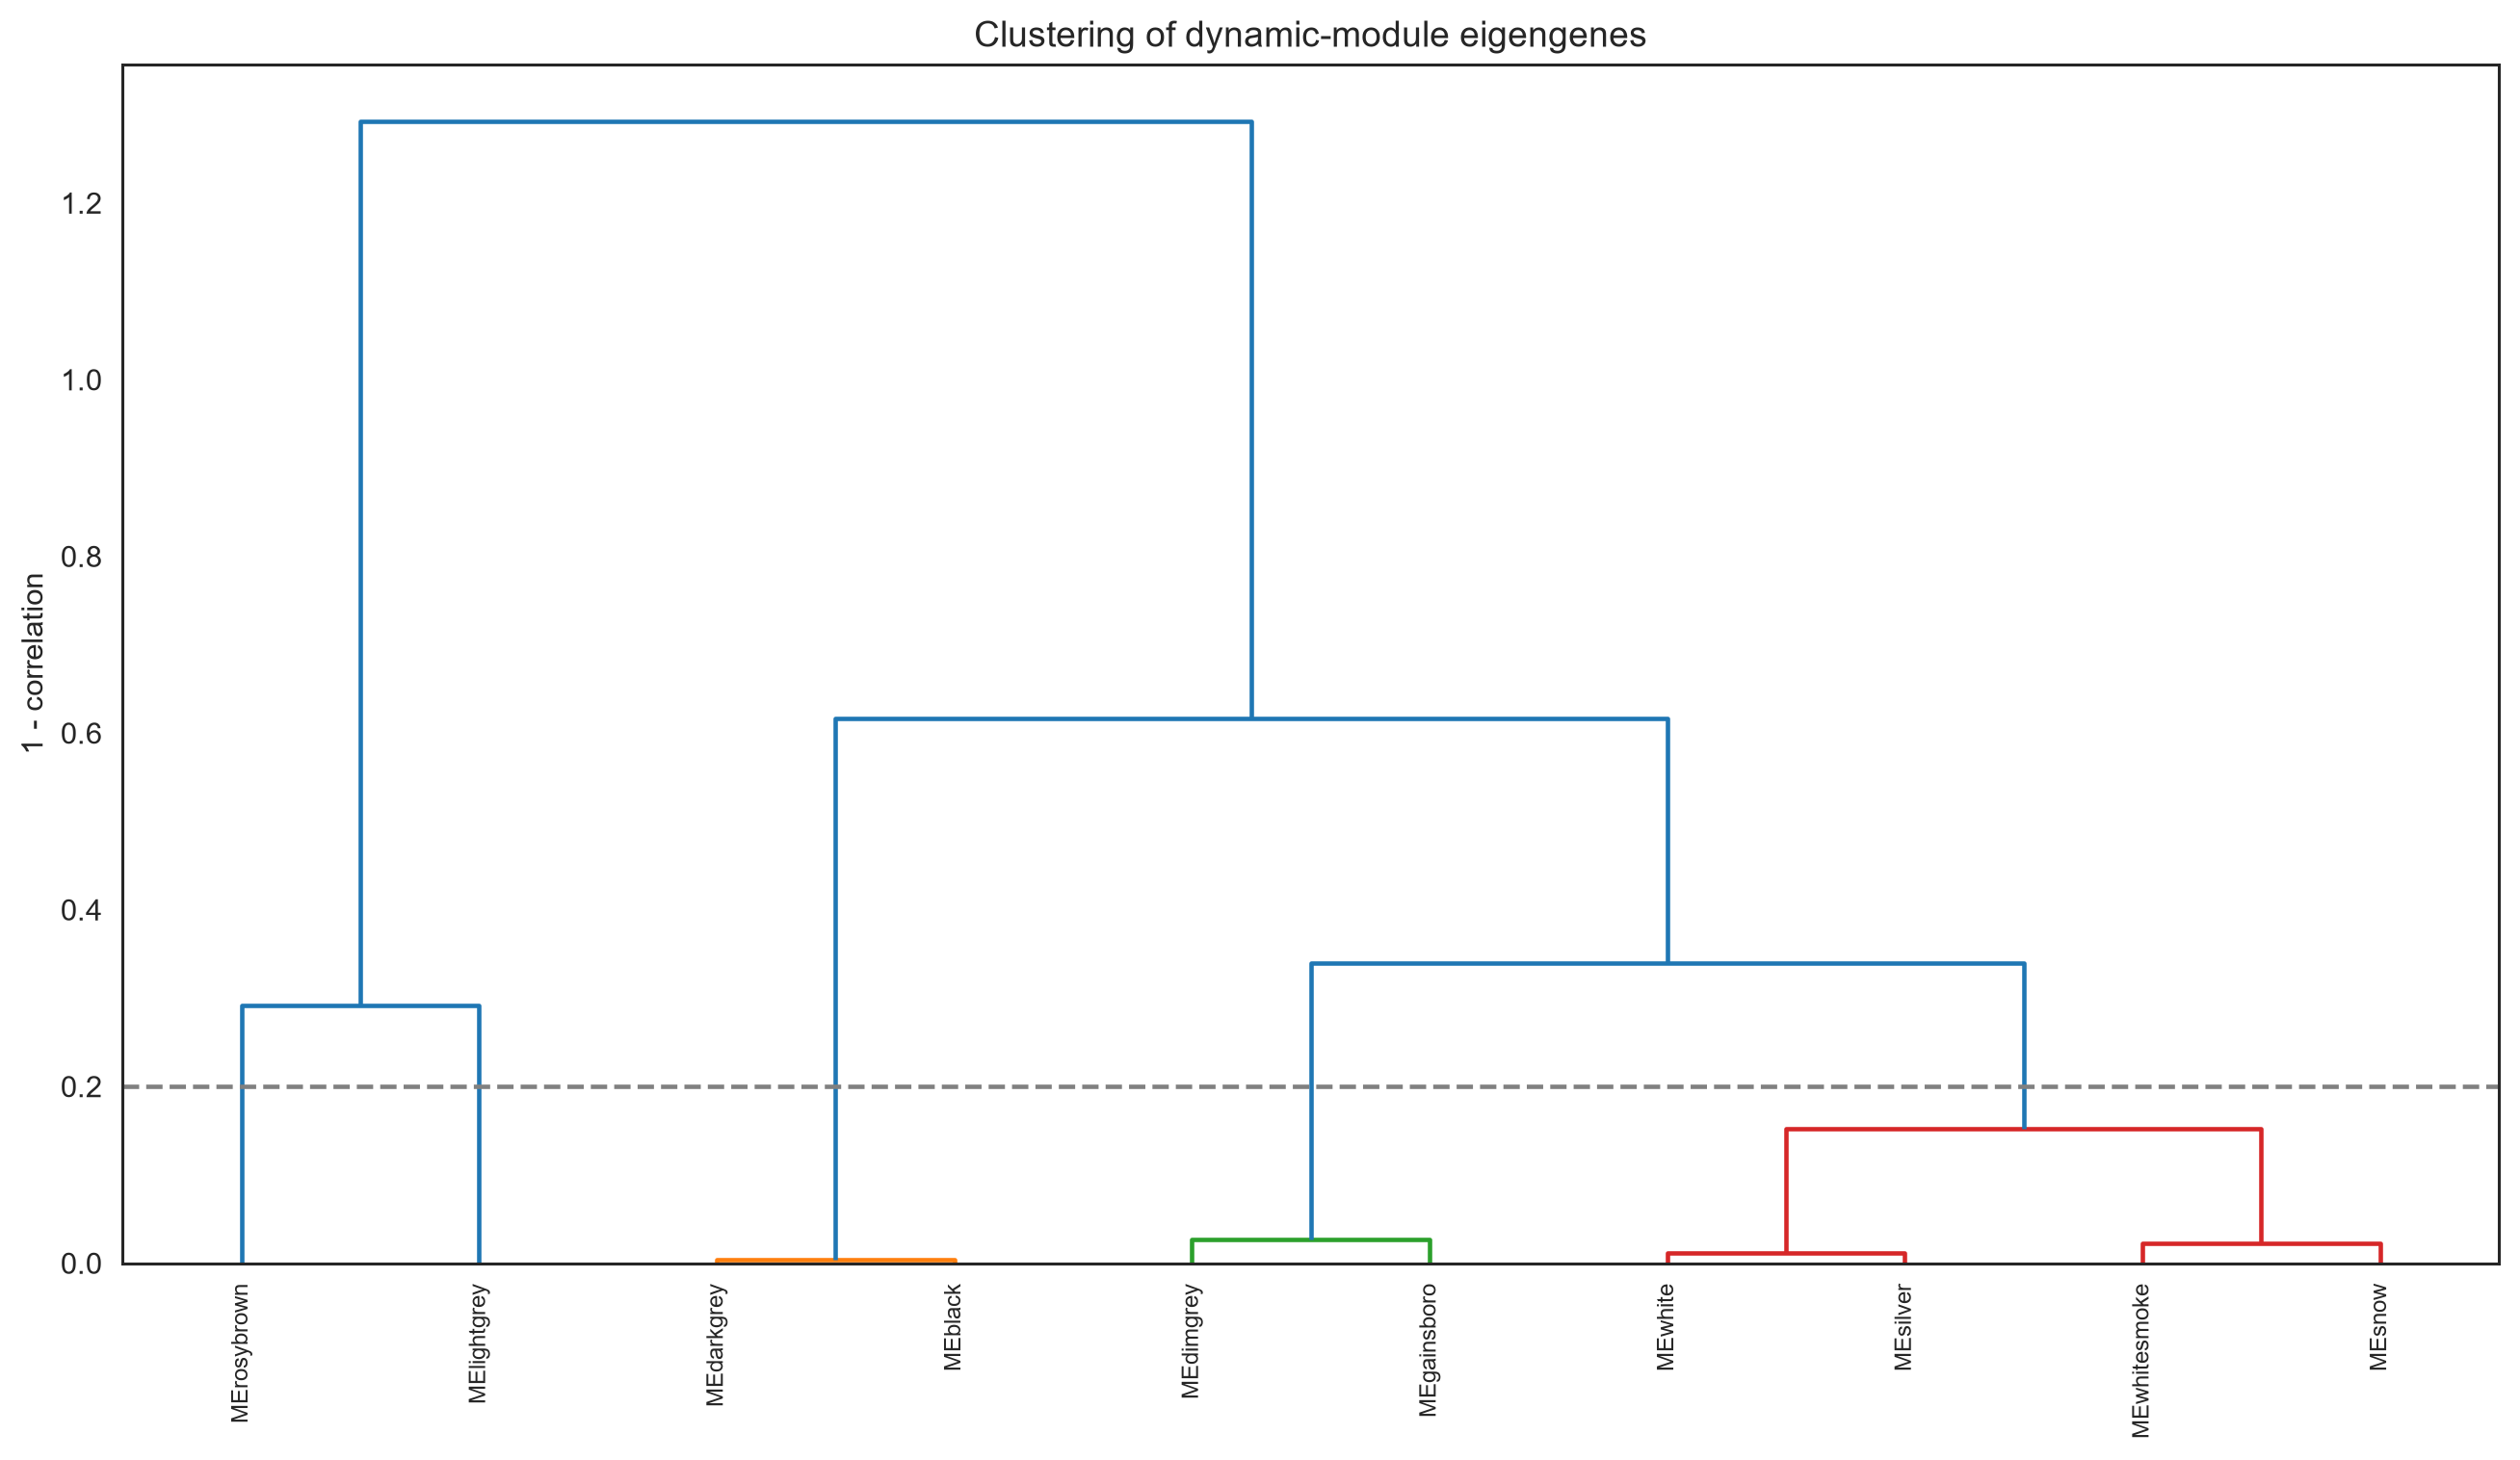 Clustering of dynamic-module eigengenes
1 - correlation
1.2
1.0
0.8
0.6
0.4
0.2
0.0
MErosybrown
MElightgrey
MEdarkgrey
MEblack
MEdimgrey
MEgainsboro
MEwhite
MEsilver
MEwhitesmoke
MEsnow